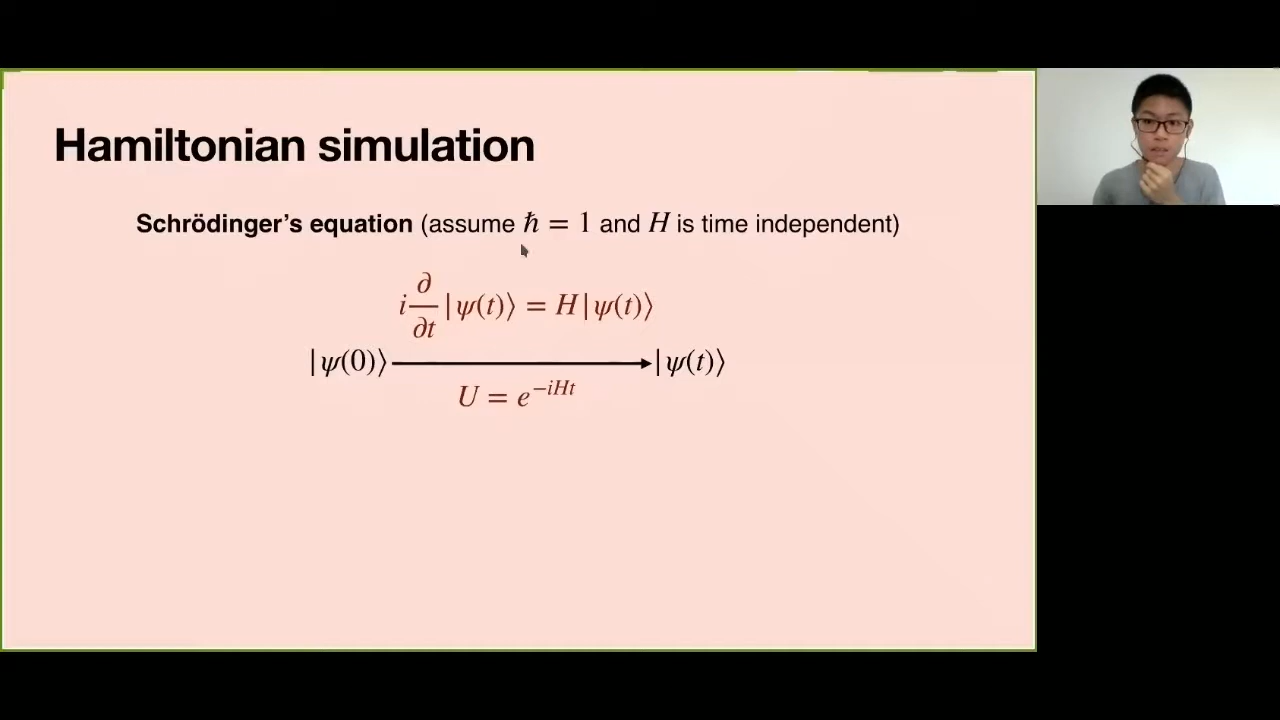 Hamiltonian simulation
Schrödinger's equation (assume ℏ = 1 and H is time independent)
i ∂/∂t |ψ(t)⟩ = H|ψ(t)⟩
|ψ(0)⟩ ⟶ |ψ(t)⟩
U = e^{−iHt}